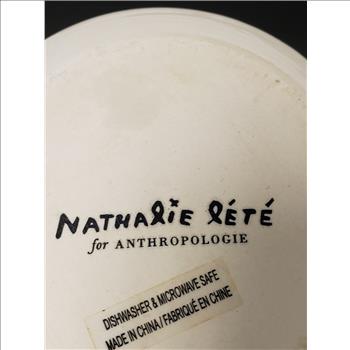 NATHALIE LÉTÉ
for ANTHROPOLOGIE
DISHWASHER & MICROWAVE SAFE
MADE IN CHINA / FABRIQUÉ EN CHINE